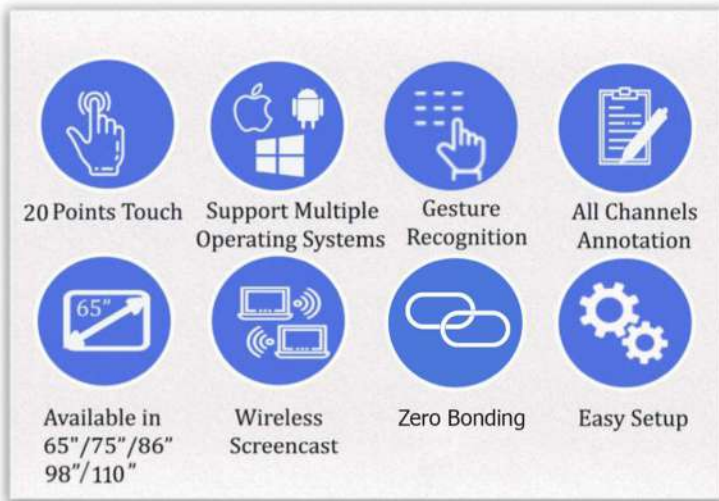 20 Points Touch
Support Multiple
Operating Systems
Gesture
Recognition
All Channels
Annotation
65"
Available in
65"/75"/86"
98"/110"
Wireless
Screencast
Zero Bonding
Easy Setup